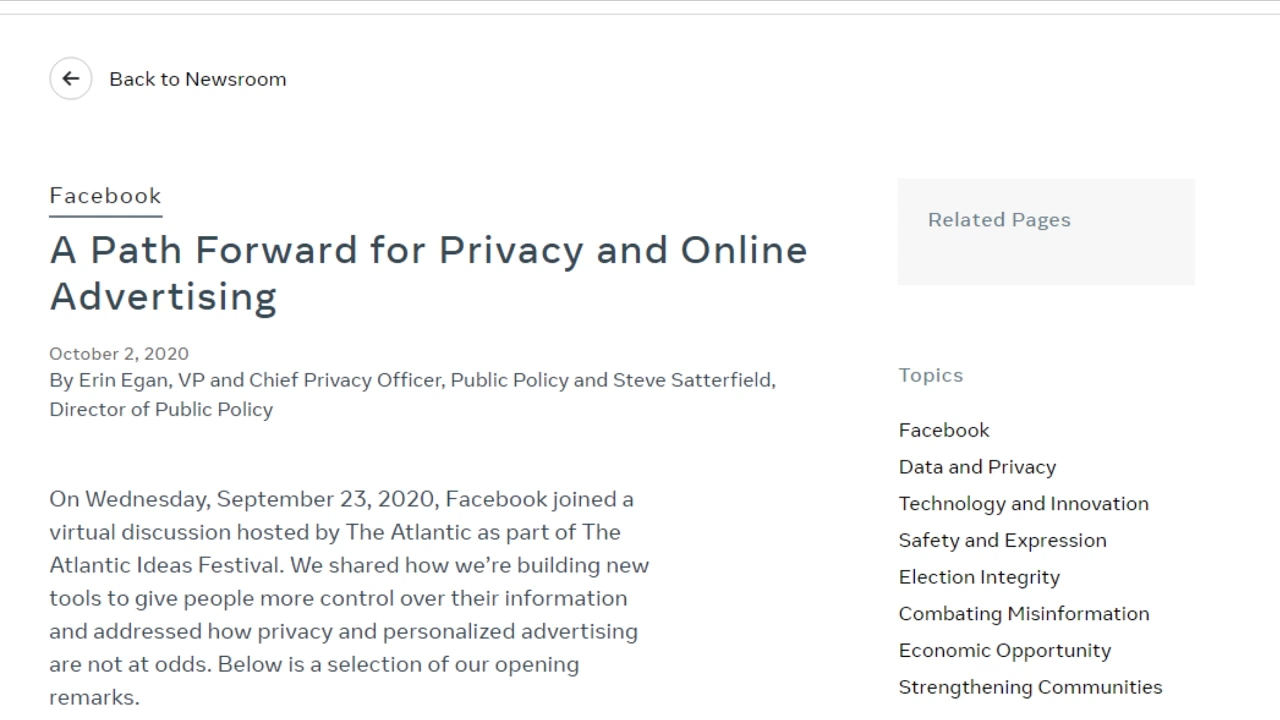 Back to Newsroom
Facebook
A Path Forward for Privacy and Online
Advertising
October 2, 2020
By Erin Egan, VP and Chief Privacy Officer, Public Policy and Steve Satterfield,
Director of Public Policy
On Wednesday, September 23, 2020, Facebook joined a
virtual discussion hosted by The Atlantic as part of The
Atlantic Ideas Festival. We shared how we’re building new
tools to give people more control over their information
and addressed how privacy and personalized advertising
are not at odds. Below is a selection of our opening
remarks.
Related Pages
Topics
Facebook
Data and Privacy
Technology and Innovation
Safety and Expression
Election Integrity
Combating Misinformation
Economic Opportunity
Strengthening Communities